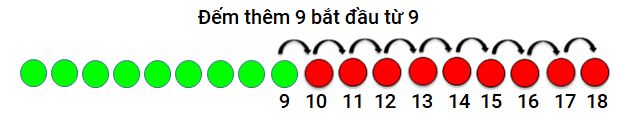 Đếm thêm 9 bắt đầu từ 9
9 10 11 12 13 14 15 16 17 18